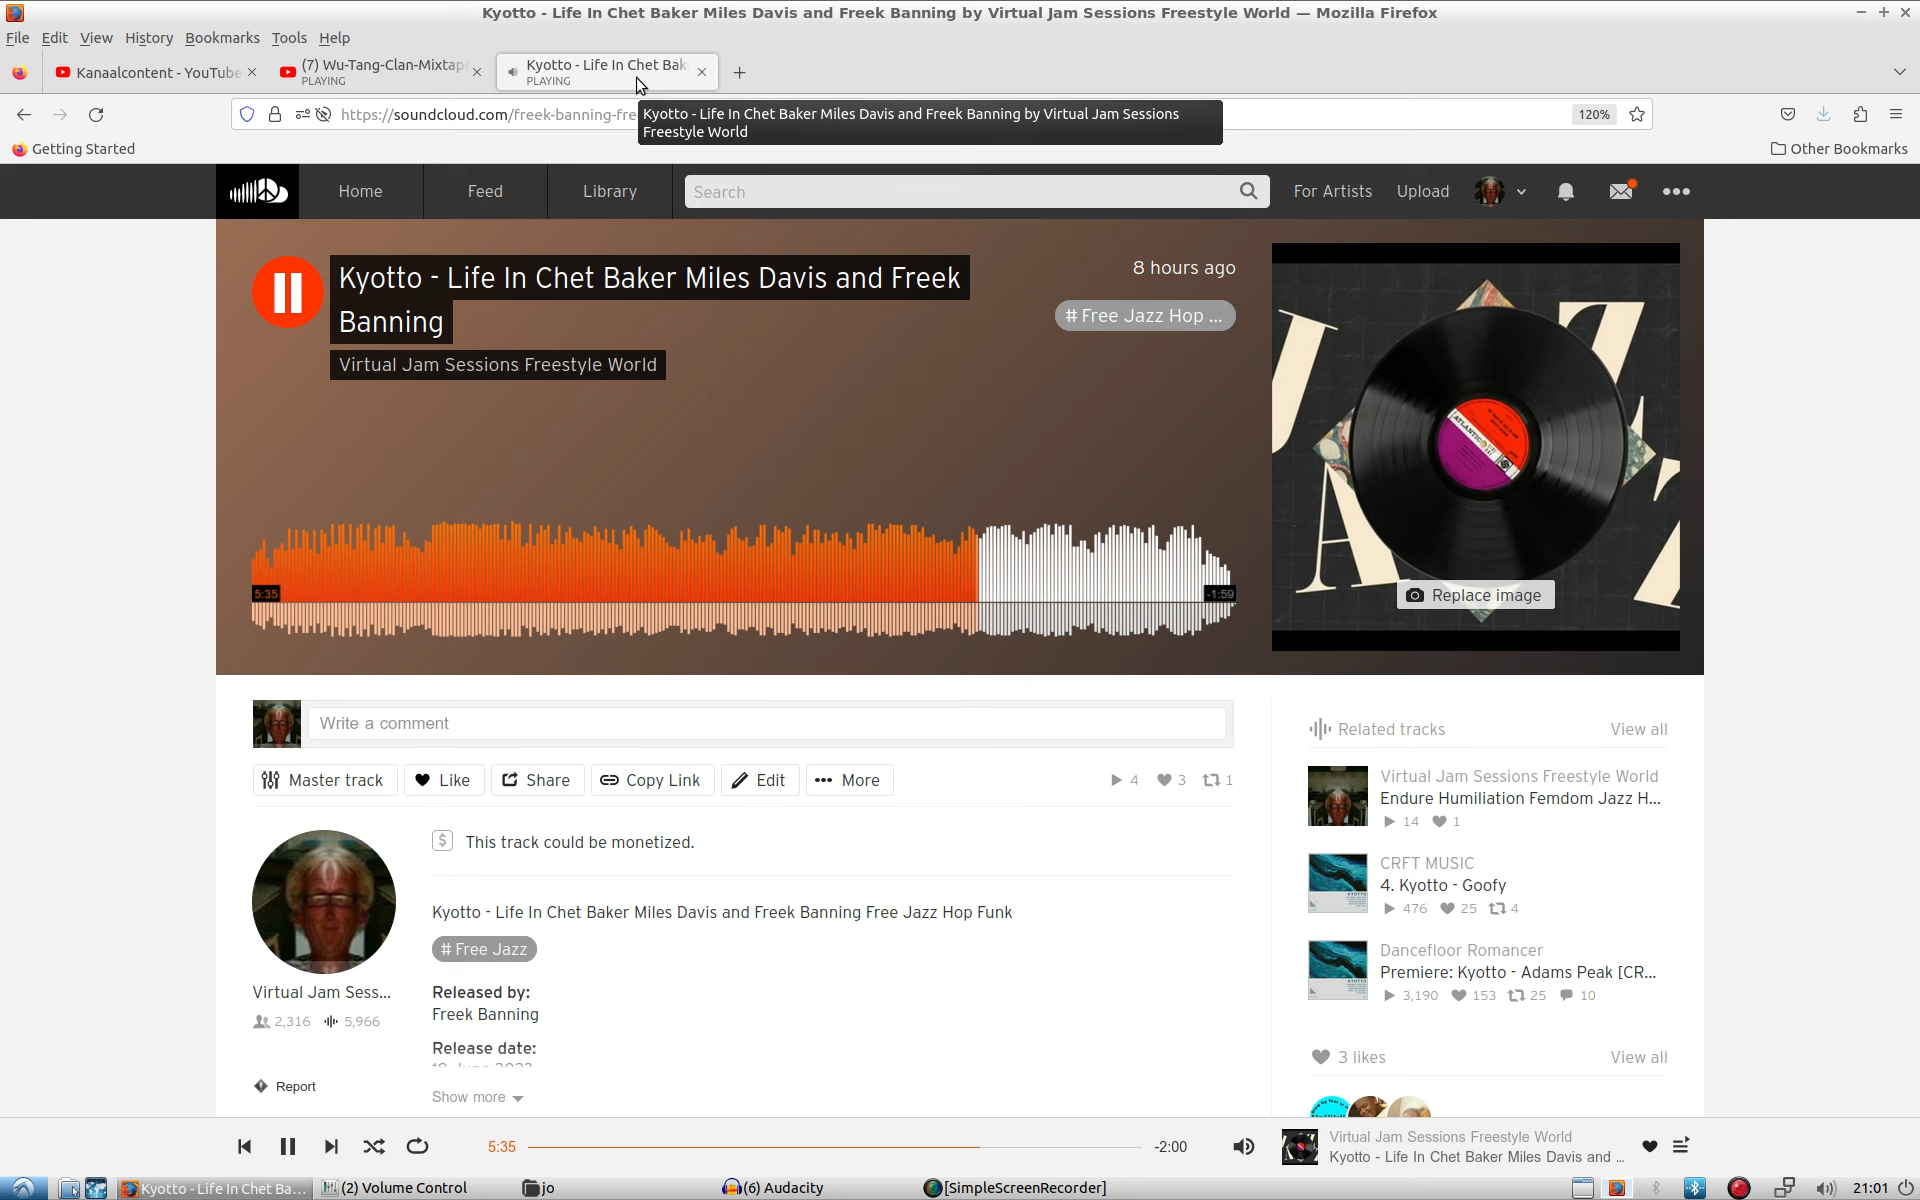 Kyotto - Life In Chet Baker Miles Davis and Freek Banning by Virtual Jam Sessions Freestyle World — Mozilla Firefox
File Edit View History Bookmarks Tools Help
Kanaalcontent - YouTube
(7) Wu-Tang-Clan-Mixtape
PLAYING
Kyotto - Life In Chet Bak
PLAYING
https://soundcloud.com/freek-banning-fre
120%
Kyotto - Life In Chet Baker Miles Davis and Freek Banning by Virtual Jam Sessions
Freestyle World
Getting Started
Other Bookmarks
Home
Feed
Library
Search
For Artists
Upload
Kyotto - Life In Chet Baker Miles Davis and Freek
Banning
Virtual Jam Sessions Freestyle World
8 hours ago
# Free Jazz Hop ...
J Z
A
ATLANTIC
Replace image
5:35
-1:59
Write a comment
Master track
Like
Share
Copy Link
Edit
More
4
3
1
This track could be monetized.
Kyotto - Life In Chet Baker Miles Davis and Freek Banning Free Jazz Hop Funk
# Free Jazz
Virtual Jam Sess...
2,316
5,966
Released by:
Freek Banning
Release date:
Report
Show more
Related tracks
View all
Virtual Jam Sessions Freestyle World
Endure Humiliation Femdom Jazz H...
14 1
CRFT MUSIC
4. Kyotto - Goofy
476 25 4
Dancefloor Romancer
Premiere: Kyotto - Adams Peak [CR...
3,190 153 25 10
3 likes
View all
5:35
-2:00
Virtual Jam Sessions Freestyle World
Kyotto - Life In Chet Baker Miles Davis and ...
Kyotto - Life In Chet Ba...
(2) Volume Control
jo
(6) Audacity
[SimpleScreenRecorder]
21:01